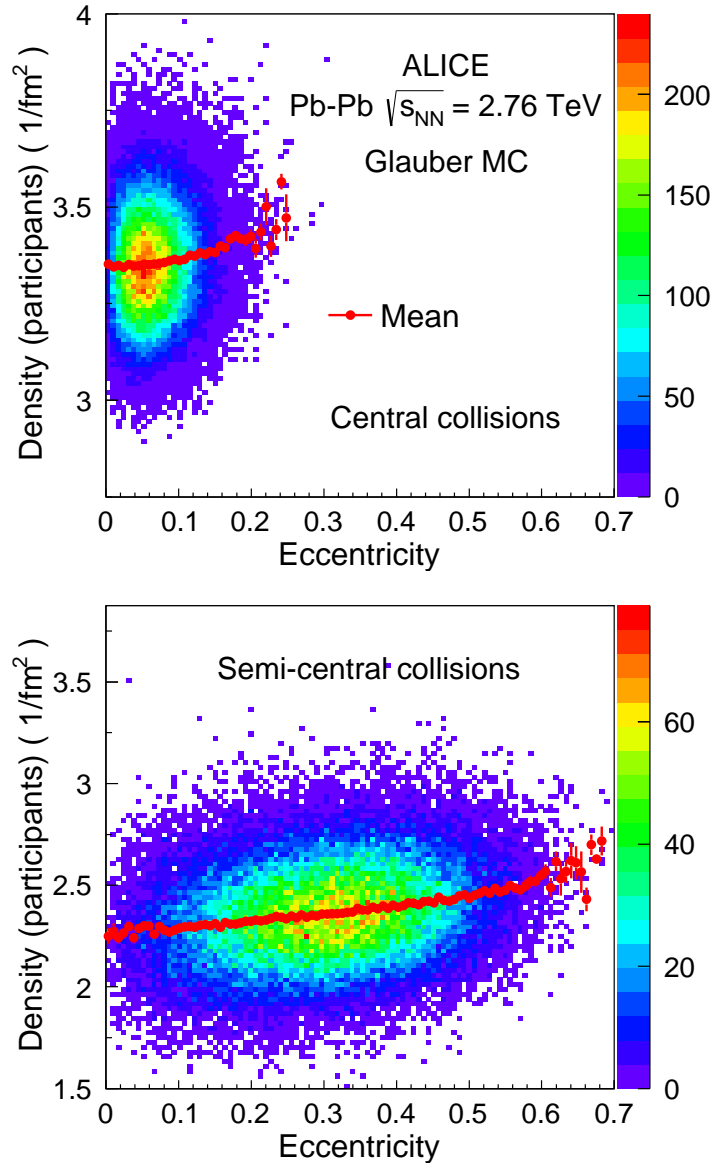 4
3.5
3
Density (participants) ( 1/fm² )
ALICE
Pb-Pb √s_NN = 2.76 TeV
Glauber MC
Mean
Central collisions
200
150
100
50
0
0 0.1 0.2 0.3 0.4 0.5 0.6 0.7
Eccentricity
3.5
3
2.5
2
1.5
Density (participants) ( 1/fm² )
Semi-central collisions
60
40
20
0
0 0.1 0.2 0.3 0.4 0.5 0.6 0.7
Eccentricity